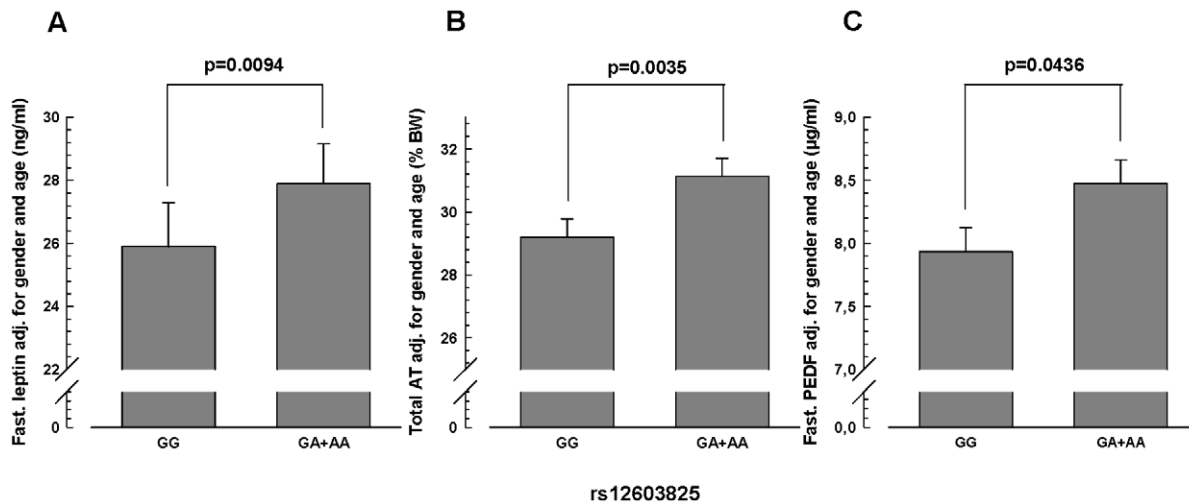 A
B
C
p=0.0094
p=0.0035
p=0.0436
Fast. leptin adj. for gender and age (ng/ml)
30
28
26
24
22
0
GG
GA+AA
Total AT adj. for gender and age (% BW)
32
30
28
26
0
GG
GA+AA
Fast. PEDF adj. for gender and age (µg/ml)
9,0
8,5
8,0
7,5
7,0
0,0
GG
GA+AA
rs12603825